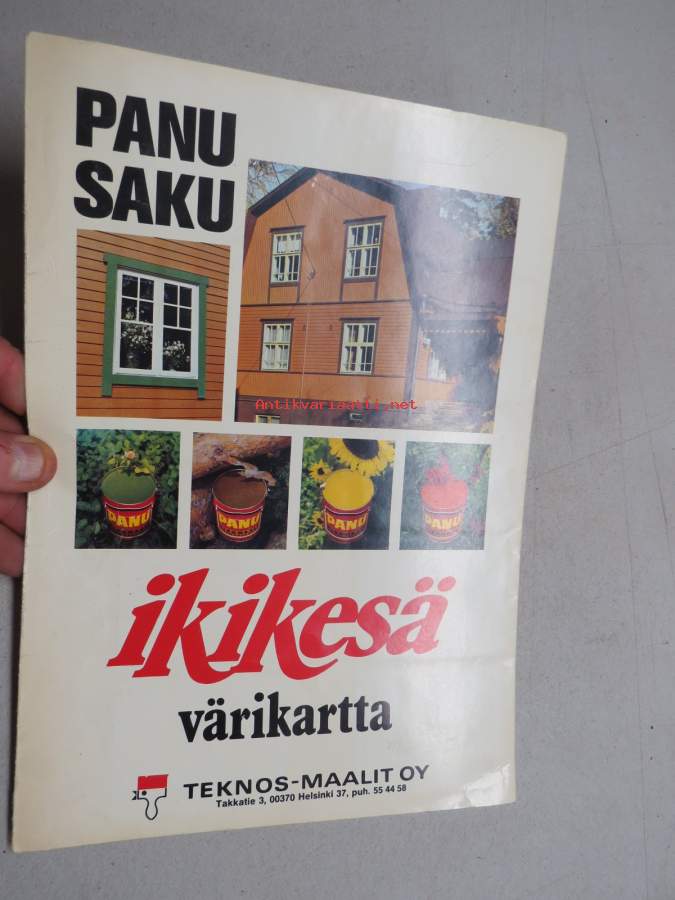 PANU
SAKU
Antikvariaatti.net
PANU
PANU
PANU
PANU
ikikesä
värikartta
TEKNOS-MAALIT OY
Takkatie 3, 00370 Helsinki 37, puh. 55 44 58